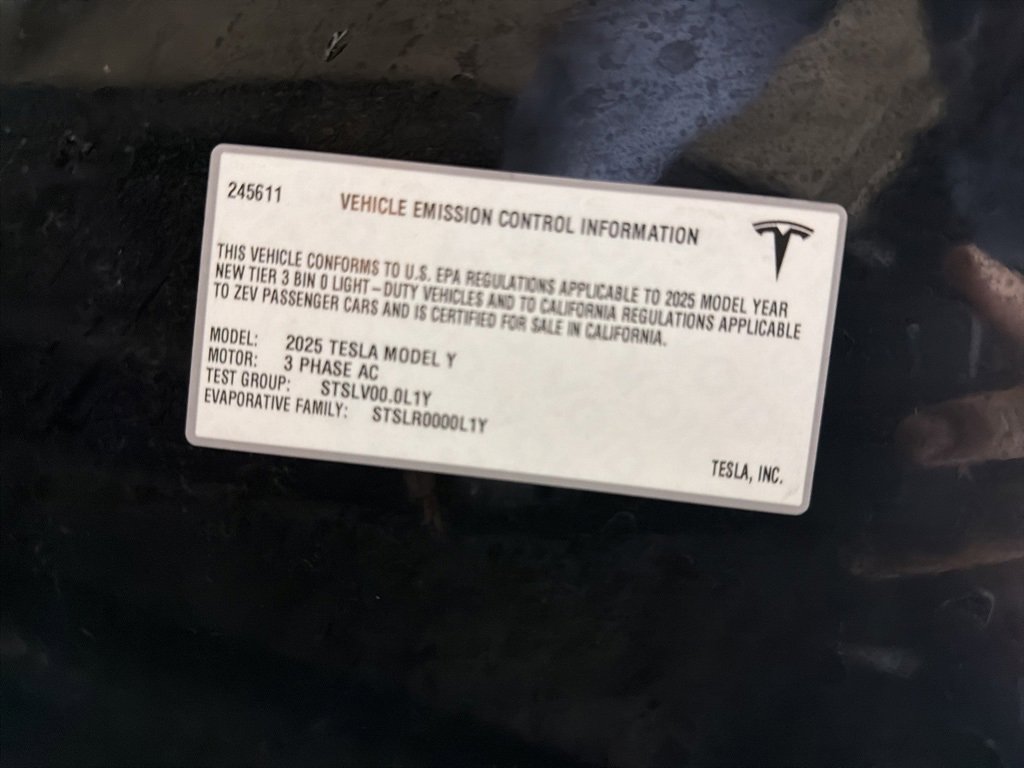 245611
VEHICLE EMISSION CONTROL INFORMATION
THIS VEHICLE CONFORMS TO U.S. EPA REGULATIONS APPLICABLE TO 2025 MODEL YEAR
NEW TIER 3 BIN 0 LIGHT-DUTY VEHICLES AND TO CALIFORNIA REGULATIONS APPLICABLE
TO ZEV PASSENGER CARS AND IS CERTIFIED FOR SALE IN CALIFORNIA.
MODEL: 2025 TESLA MODEL Y
MOTOR: 3 PHASE AC
TEST GROUP: STSLV00.0L1Y
EVAPORATIVE FAMILY: STSLR0000L1Y
TESLA, INC.